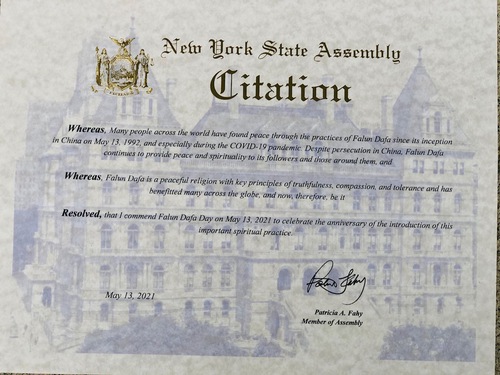 New York State Assembly
Citation
Whereas, Many people across the world have found peace through the practices of Falun Dafa since its inception
in China on May 13, 1992, and especially during the COVID-19 pandemic. Despite persecution in China, Falun Dafa
continues to provide peace and spirituality to its followers and those around them, and
Whereas, Falun Dafa is a peaceful religion with key principles of truthfulness, compassion, and tolerance and has
benefitted many across the globe, and now, therefore, be it
Resolved, that I commend Falun Dafa Day on May 13, 2021 to celebrate the anniversary of the introduction of this
important spiritual practice.
May 13, 2021
Patricia A. Fahy
Member of Assembly